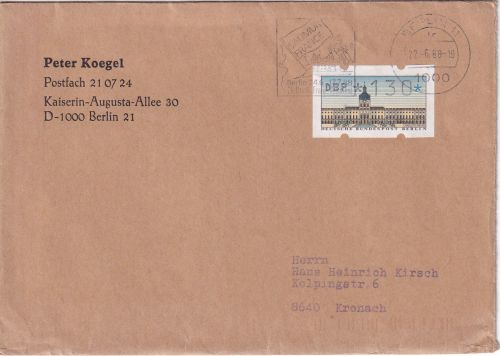 Peter Koegel
Postfach 21 07 24
Kaiserin-Augusta-Allee 30
D-1000 Berlin 21
1000
DBP
130*
DEUTSCHE BUNDESPOST BERLIN
Herrn
Hans Heinrich Kirsch
Kolpingstr.6
8640 Kronach